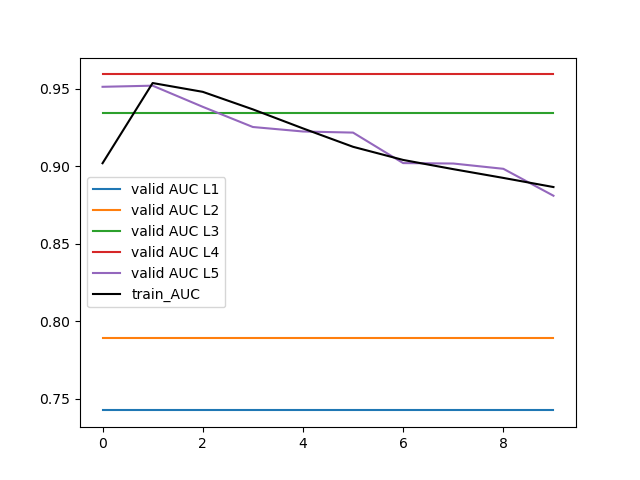 0.95
0.90
0.85
0.80
0.75
valid AUC L1
valid AUC L2
valid AUC L3
valid AUC L4
valid AUC L5
train_AUC
0 2 4 6 8